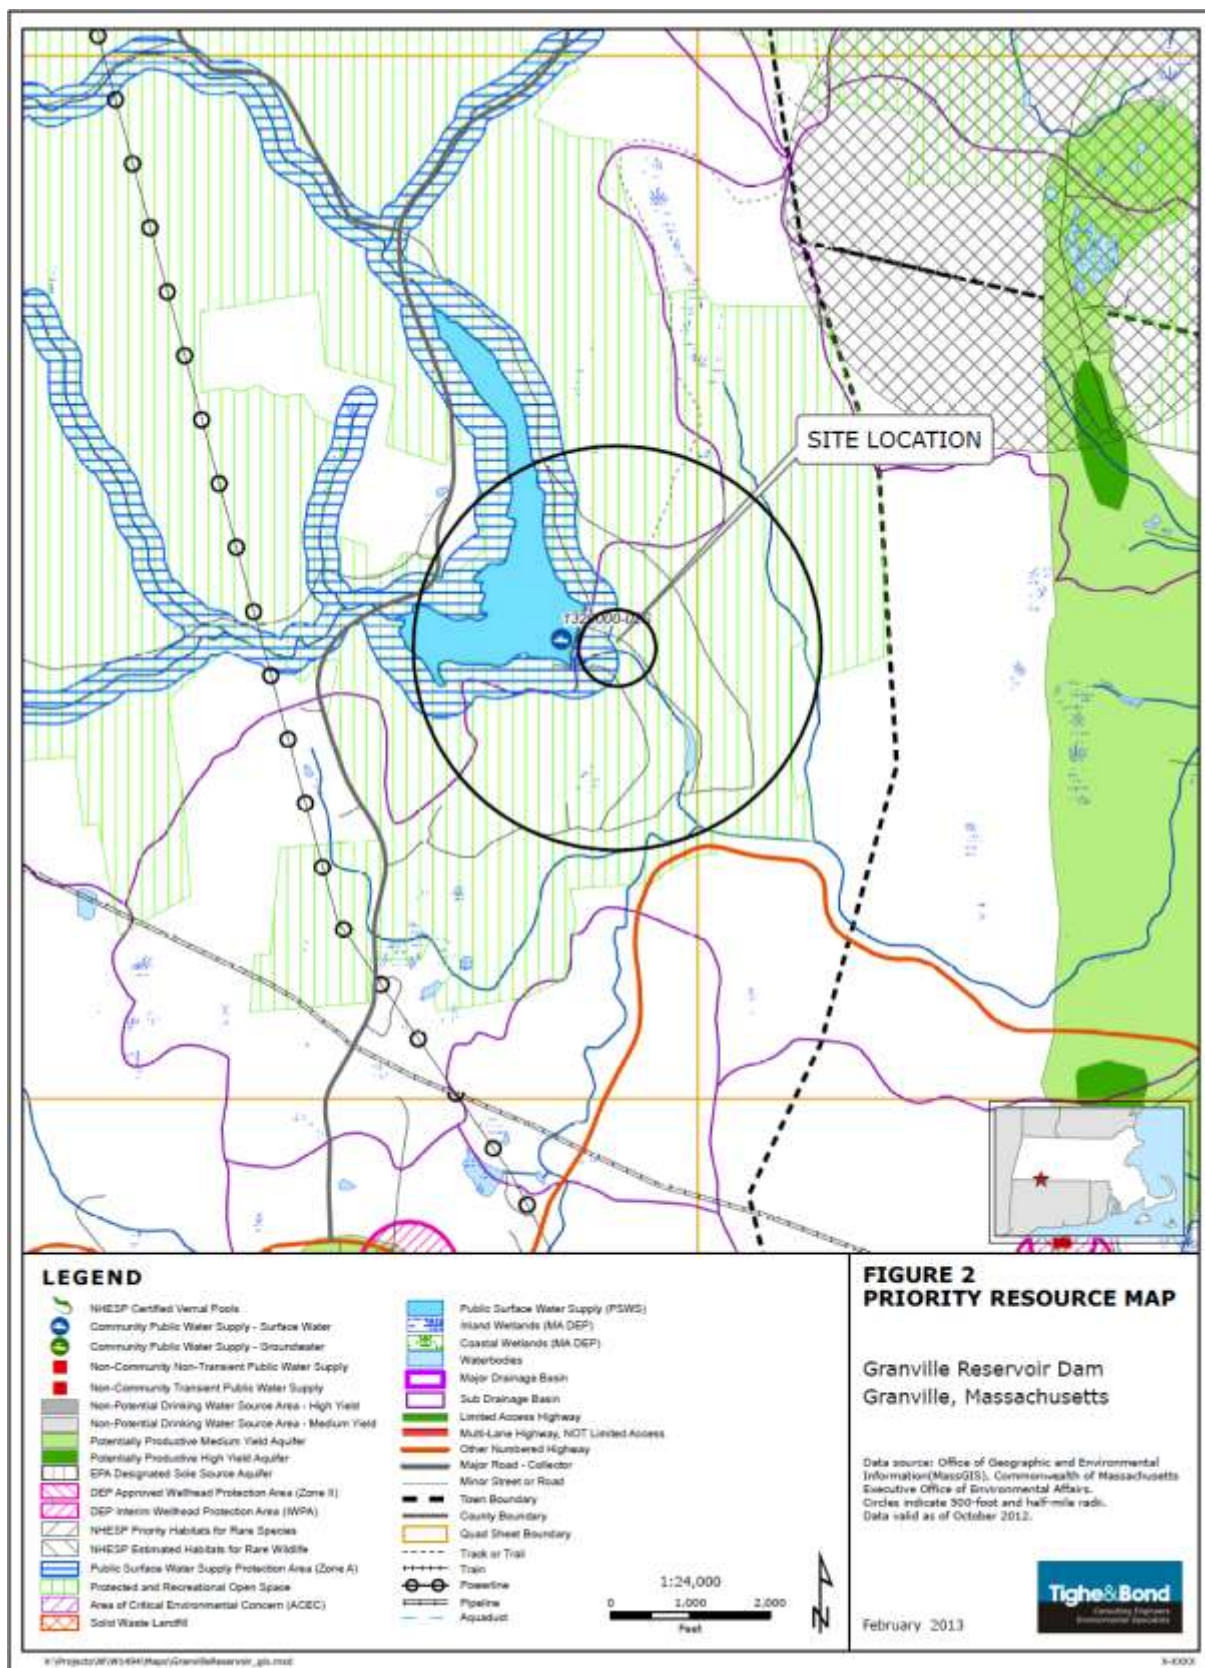 SITE LOCATION
LEGEND
NHESP Certified Vernal Pools
Community Public Water Supply - Surface Water
Community Public Water Supply - Groundwater
Non-Community Non-Transient Public Water Supply
Non-Community Transient Public Water Supply
Non-Potential Drinking Water Source Area - High Yield
Non-Potential Drinking Water Source Area - Medium Yield
Potentially Productive Medium Yield Aquifer
Potentially Productive High Yield Aquifer
EPA Designated Sole Source Aquifer
DEP Approved Wellhead Protection Area (Zone II)
DEP Interim Wellhead Protection Area (IWPA)
NHESP Priority Habitats for Rare Species
NHESP Estimated Habitats for Rare Wildlife
Public Surface Water Supply Protection Area (Zone A)
Protected and Recreational Open Space
Area of Critical Environmental Concern (ACEC)
Solid Waste Landfill
Public Surface Water Supply (PSWS)
Inland Wetlands (MA DEP)
Coastal Wetlands (MA DEP)
Waterbodies
Major Drainage Basin
Sub Drainage Basin
Limited Access Highway
Multi-Lane Highway, NOT Limited Access
Other Numbered Highway
Major Road - Collector
Minor Street or Road
Town Boundary
County Boundary
Quad Sheet Boundary
Track or Trail
Train
Powerline
Pipeline
Aquaduct
1:24,000
0 1,000 2,000
Feet
N
FIGURE 2
PRIORITY RESOURCE MAP
Granville Reservoir Dam
Granville, Massachusetts
Data source: Office of Geographic and Environmental
Information(MassGIS), Commonwealth of Massachusetts
Executive Office of Environmental Affairs.
Circles indicate 500-foot and half-mile radii.
Data valid as of October 2012.
February 2013
Tighe&Bond
Consulting Engineers
Environmental Specialists